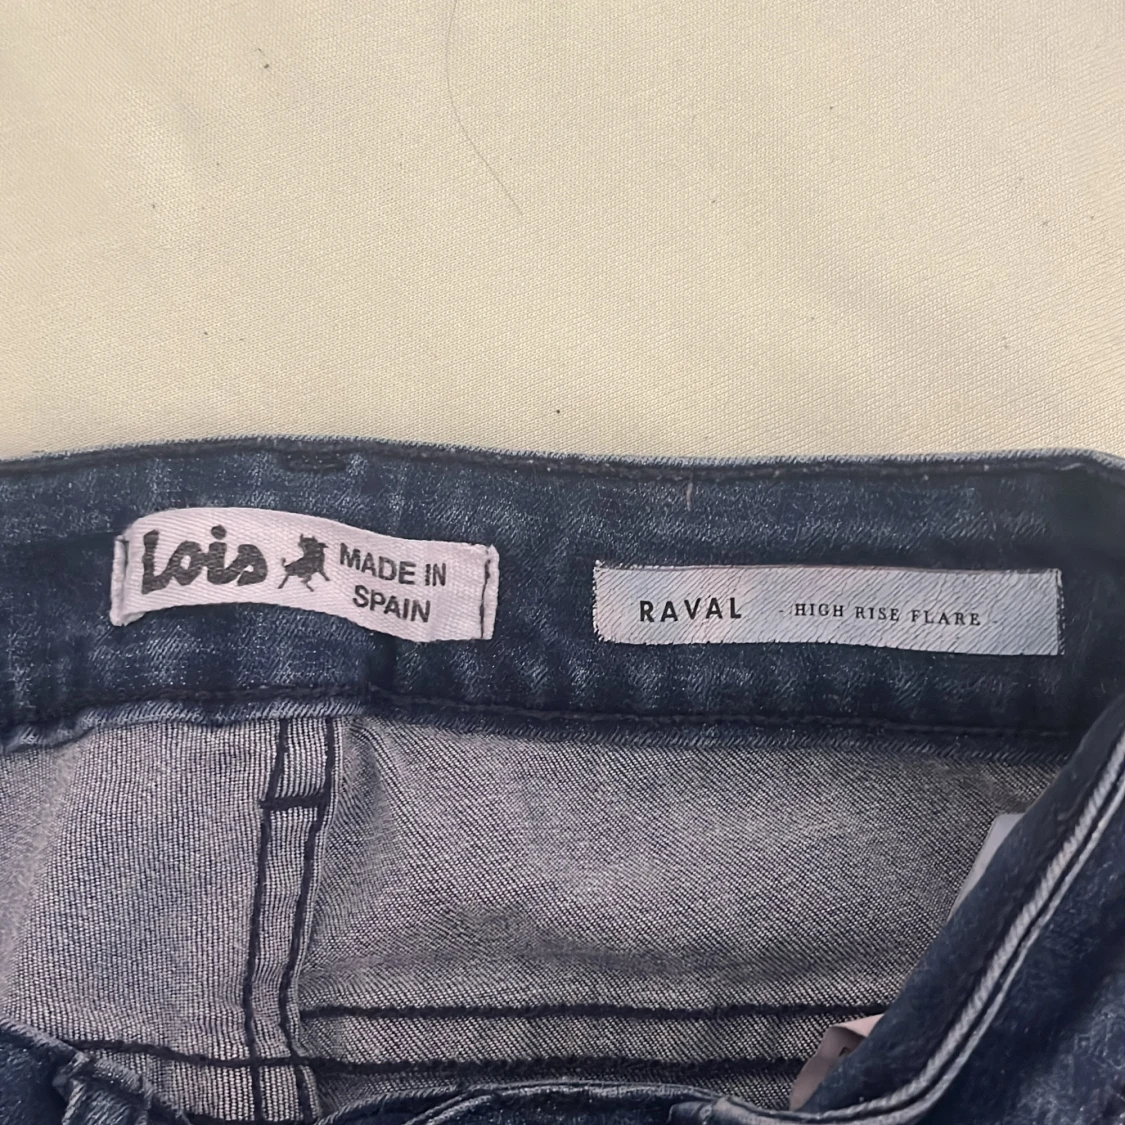 Lois
MADE IN
SPAIN
RAVAL - HIGH RISE FLARE -